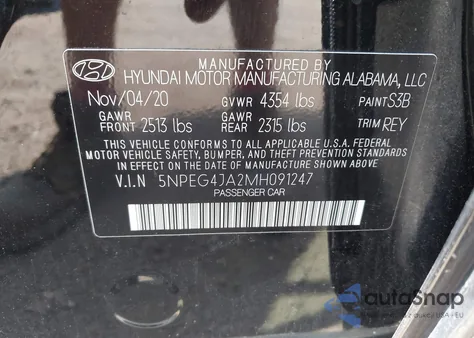 MANUFACTURED BY
HYUNDAI MOTOR MANUFACTURING ALABAMA, LLC
Nov/04/20 GVWR 4354 lbs PAINT S3B
GAWR FRONT 2513 lbs GAWR REAR 2315 lbs TRIM REY
THIS VEHICLE CONFORMS TO ALL APPLICABLE U.S.A FEDERAL
MOTOR VEHICLE SAFETY, BUMPER, AND THEFT PREVENTION
STANDARDS IN EFFECT ON THE DATE OF MANUFACTURE SHOWN ABOVE.
V.I.N 5NPEG4JA2MH091247
PASSENGER CAR
autoSnap